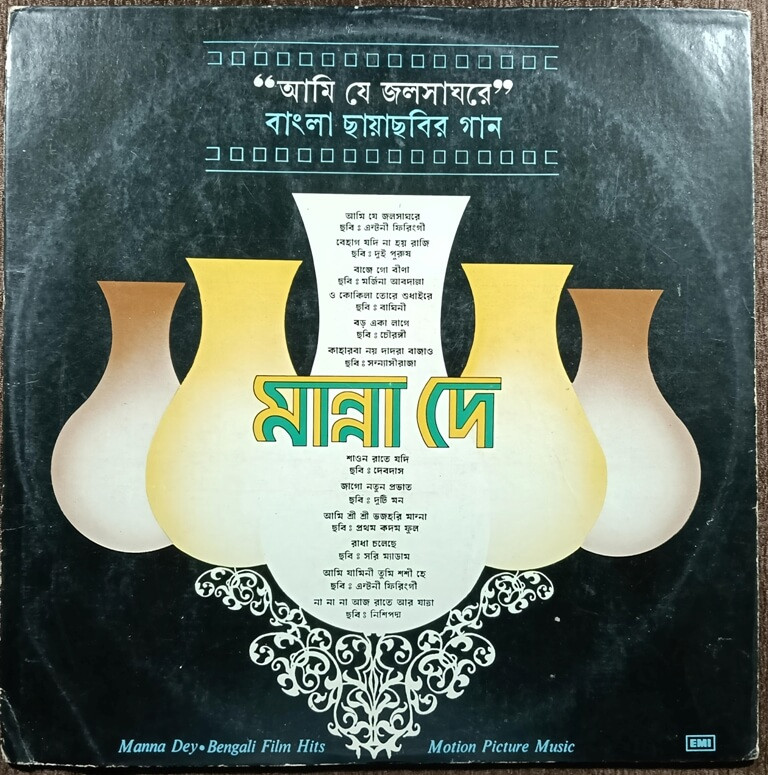 “আমি যে জলসাঘরে”
বাংলা ছায়াছবির গান
আমি যে জলসাঘরে
ছবি ঃ এন্টনী ফিরিংগী
বেহাগ যদি না হয় রাজি
ছবি ঃ দুই পুরুষ
বাজে গো বীণা
ছবি ঃ মর্জিনা আবদাল্লা
ও কোকিলা তোরে শুধাইরে
ছবি ঃ বাঘিনী
বড় একা লাগে
ছবি ঃ চৌরঙ্গী
কাহারবা নয় দাদরা বাজাও
ছবি ঃ সন্ন্যাসীরাজা
মান্না দে
শাওন রাতে যদি
ছবি ঃ দেবদাস
জাগো নতুন প্রভাত
ছবি ঃ দুটি মন
আমি শ্রী শ্রী ভজহরি মান্না
ছবি ঃ প্রথম কদম ফুল
রাধা চলেছে
ছবি ঃ সরি ম্যাডাম
আমি যামিনী তুমি শশী হে
ছবি ঃ এন্টনী ফিরিংগী
না না না আজ রাতে আর যাত্রা
ছবি ঃ নিশিপদ্ম
Manna Dey • Bengali Film Hits Motion Picture Music EMI